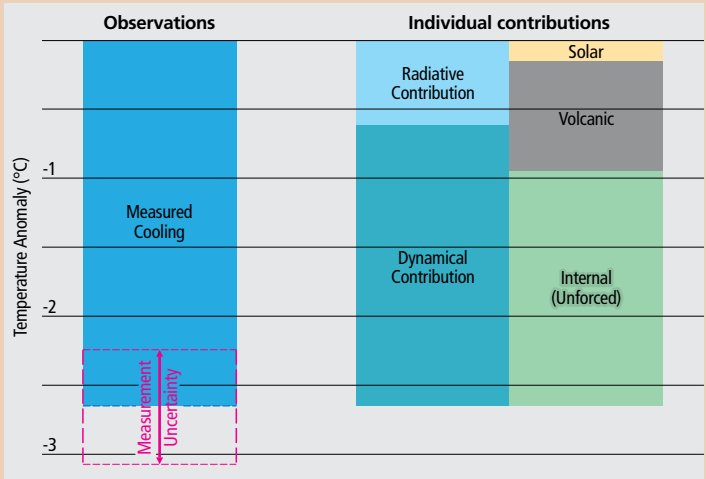 Observations
Individual contributions
Solar
Radiative
Contribution
Volcanic
Temperature Anomaly (°C)
-1
Measured
Cooling
Dynamical
Contribution
Internal
(Unforced)
-2
Measurement
Uncertainty
-3